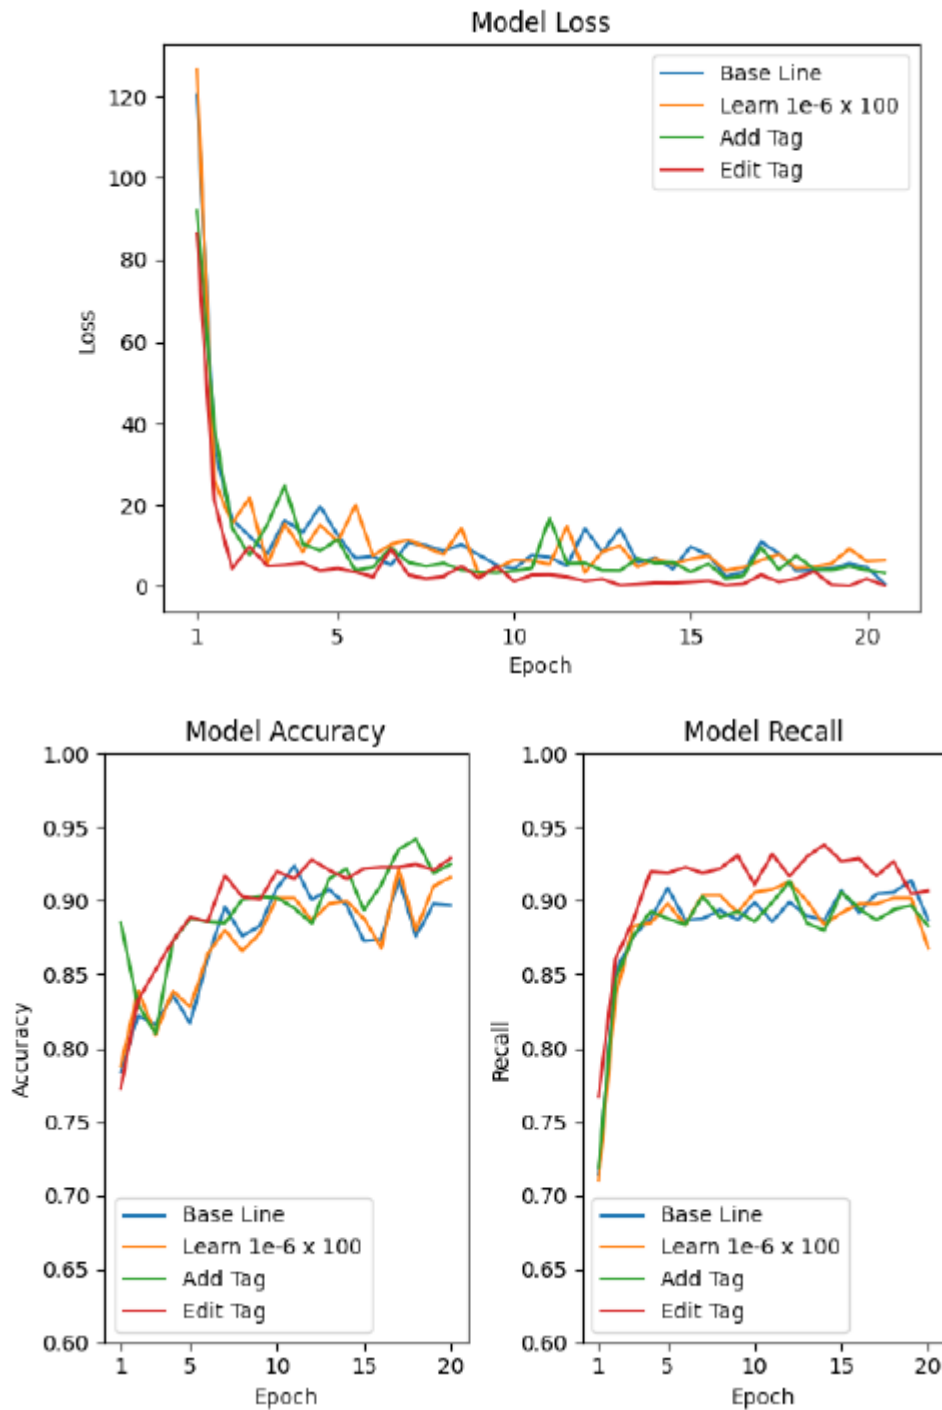 Model Loss
120
100
80
60
40
20
0
Loss
1 5 10 15 20
Epoch
Base Line
Learn 1e-6 x 100
Add Tag
Edit Tag
Model Accuracy
1.00
0.95
0.90
0.85
0.80
0.75
0.70
0.65
0.60
Accuracy
1 5 10 15 20
Epoch
Base Line
Learn 1e-6 x 100
Add Tag
Edit Tag
Model Recall
1.00
0.95
0.90
0.85
0.80
0.75
0.70
0.65
0.60
Recall
1 5 10 15 20
Epoch
Base Line
Learn 1e-6 x 100
Add Tag
Edit Tag